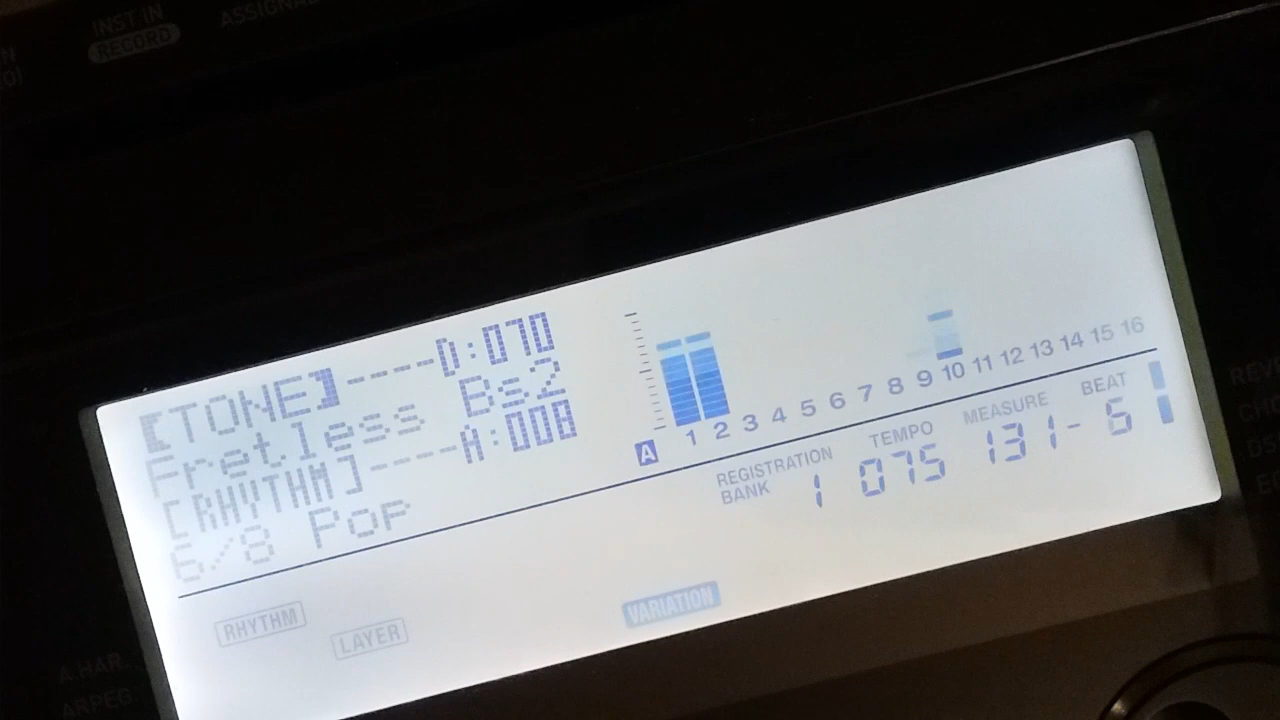 INST IN
RECORD
【TONE】----D:070
Fretless Bs2
[RHYTHM]----A:008
6/8 Pop
A 1 2 3 4 5 6 7 8 9 10 11 12 13 14 15 16
REGISTRATION BANK 1
TEMPO 075
MEASURE 131-
BEAT 6
RHYTHM
LAYER
VARIATION
A.HAR.
ARPEG.